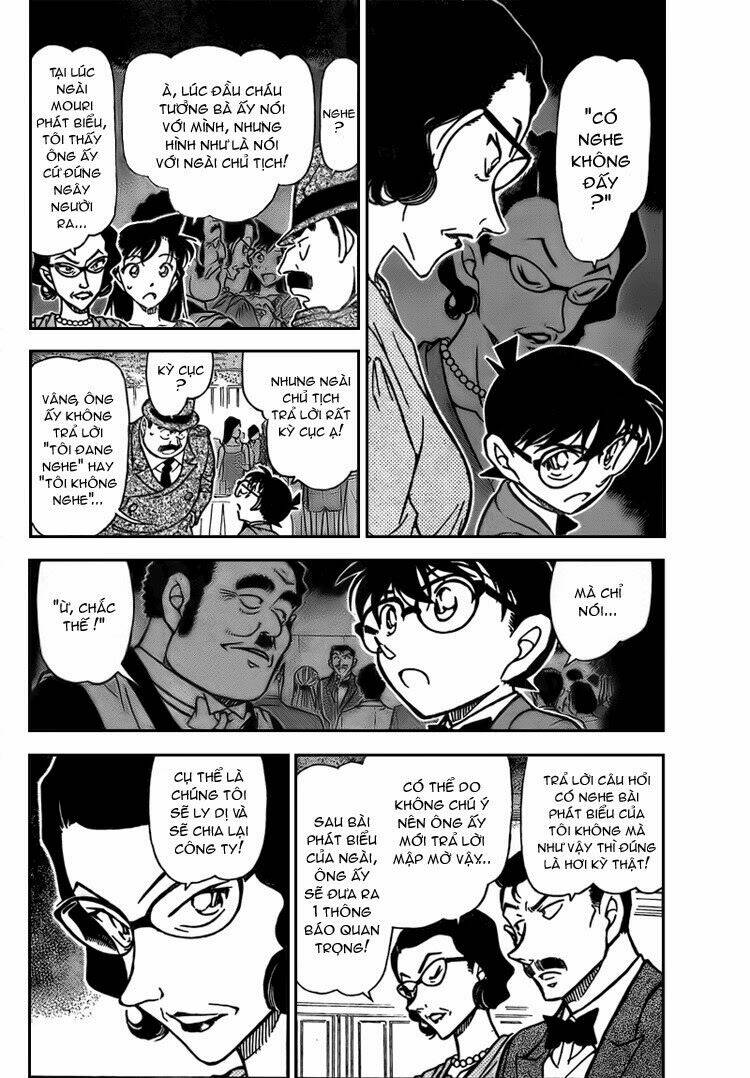 "CÓ
NGHE
KHÔNG
ĐẤY
?"
NGHE
?
À, LÚC ĐẦU CHÁU
TƯỞNG BÀ ẤY NÓI
VỚI MÌNH, NHƯNG
HÌNH NHƯ LÀ NÓI
VỚI NGÀI CHỦ TỊCH!
TẠI LÚC
NGÀI
MOURI
PHÁT BIỂU,
TÔI THẤY
ÔNG ẤY
CỨ ĐỨNG
NGÂY
NGƯỜI
RA...
NHƯNG NGÀI
CHỦ TỊCH
TRẢ LỜI RẤT
KỲ CỤC Ạ!
KỲ CỤC
?
VÂNG, ÔNG
ẤY KHÔNG
TRẢ LỜI
"TÔI ĐANG
NGHE" HAY
"TÔI KHÔNG
NGHE"...
MÀ CHỈ
NÓI...
"Ừ, CHẮC
THẾ !"
TRẢ LỜI CÂU HỎI
CÓ NGHE BÀI
PHÁT BIỂU CỦA
TÔI KHÔNG MÀ
NHƯ VẬY THÌ ĐÚNG
LÀ HƠI KỲ THẬT!
CÓ THỂ DO
KHÔNG CHÚ Ý
NÊN ÔNG ẤY
MỚI TRẢ LỜI
MẬP MỜ VẬY..
SAU BÀI
PHÁT BIỂU
CỦA NGÀI,
ÔNG ẤY
SẼ ĐƯA RA
1 THÔNG
BÁO QUAN
TRỌNG!
CỤ THỂ LÀ
CHÚNG TÔI
SẼ LY DỊ VÀ
SẼ CHIA LẠI
CÔNG TY!